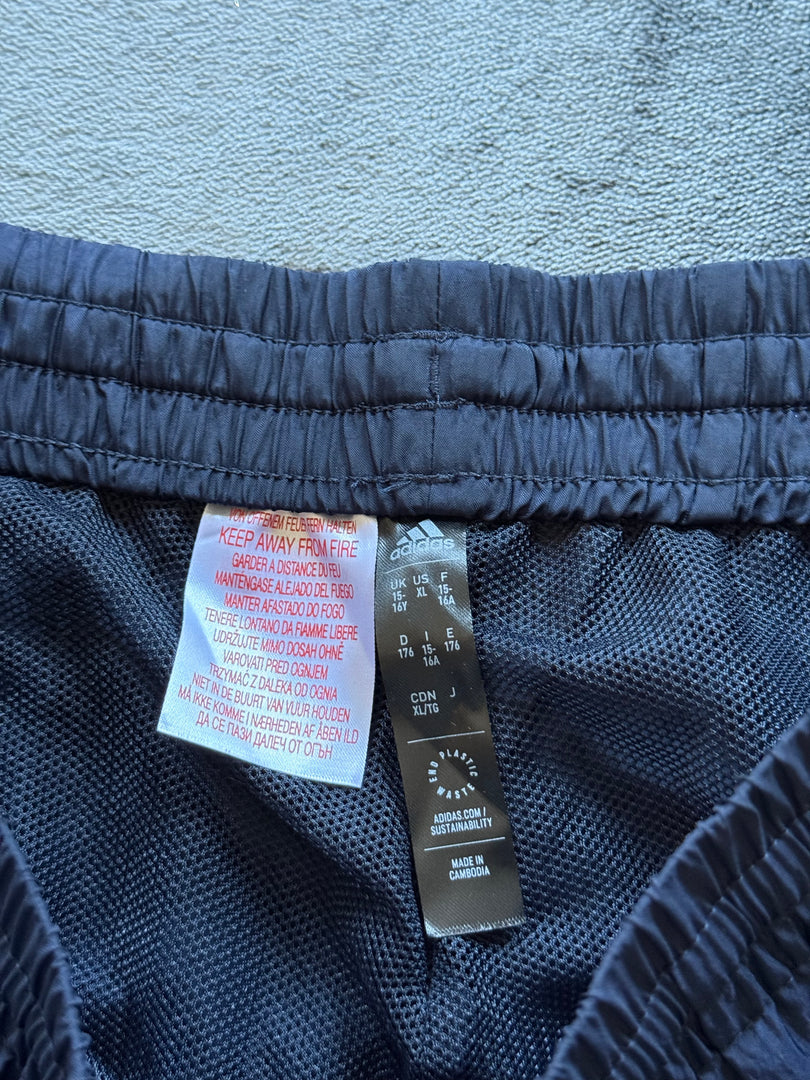 VOR OFFENEM FEUER FERN HALTEN
KEEP AWAY FROM FIRE
GARDER À DISTANCE DU FEU
MANTÉNGASE ALEJADO DEL FUEGO
MANTER AFASTADO DO FOGO
TENERE LONTANO DA FIAMME LIBERE
UDRŽUJTE MIMO DOSAH OHNĚ
VAROVATI PRED OGNJEM
TRZYMAĆ Z DALEKA OD OGNIA
NIET IN DE BUURT VAN VUUR HOUDEN
MÅ IKKE KOMME I NÆRHEDEN AF ÅBEN ILD
ДА СЕ ПАЗИ ДАЛЕЧ ОТ ОГЪН
adidas
UK US F
15- XL 15-
16Y 16A
D I E
176 15- 176
16A
CDN J
XL/TG
END PLASTIC WASTE
ADIDAS.COM/
SUSTAINABILITY
MADE IN
CAMBODIA